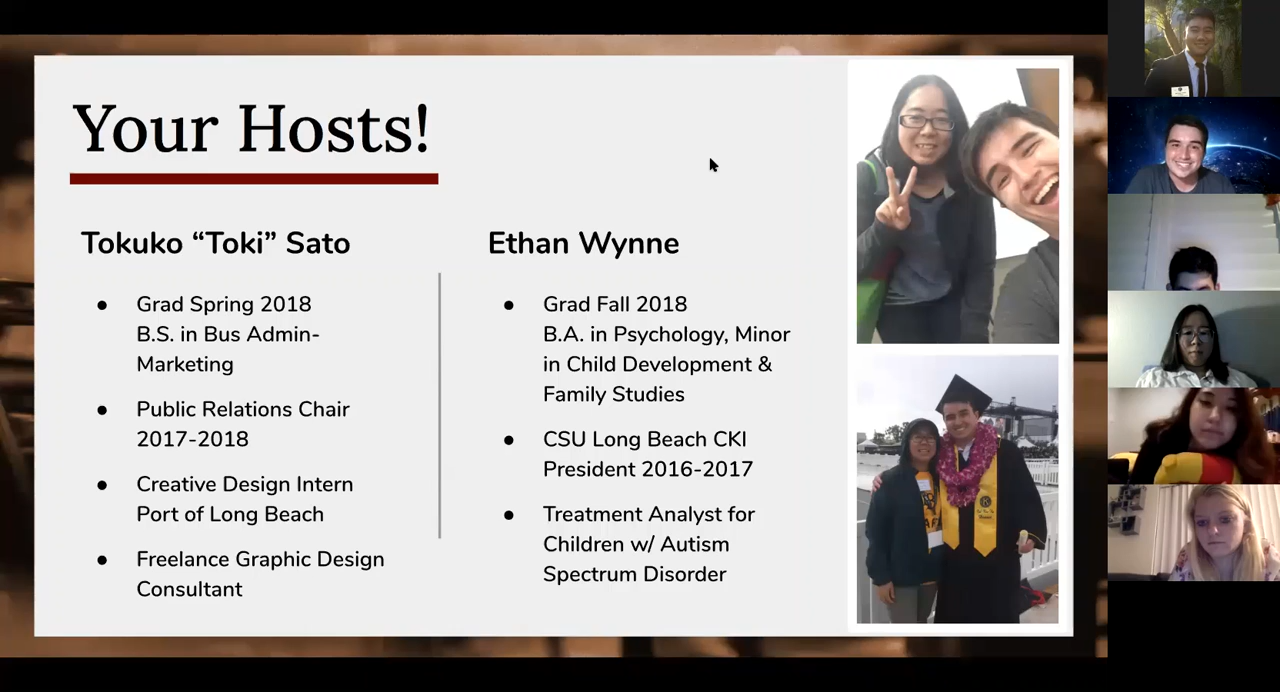 Your Hosts!
Tokuko “Toki” Sato
● Grad Spring 2018
B.S. in Bus Admin-
Marketing
● Public Relations Chair
2017-2018
● Creative Design Intern
Port of Long Beach
● Freelance Graphic Design
Consultant
Ethan Wynne
● Grad Fall 2018
B.A. in Psychology, Minor
in Child Development &
Family Studies
● CSU Long Beach CKI
President 2016-2017
● Treatment Analyst for
Children w/ Autism
Spectrum Disorder